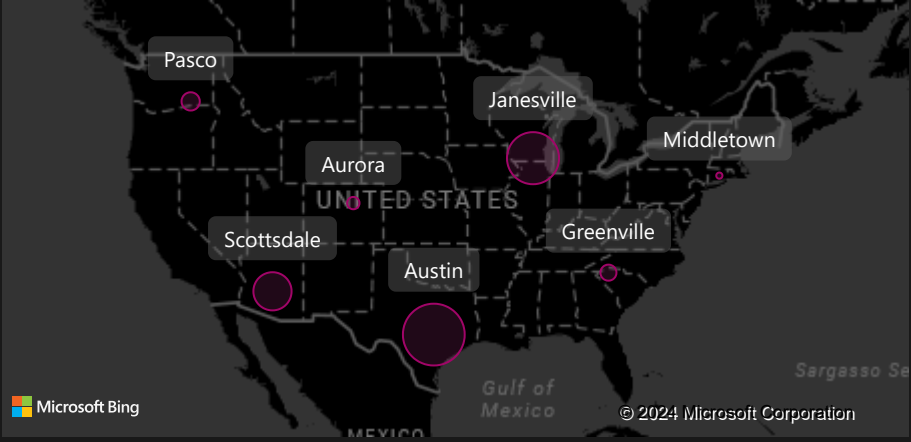 Pasco
Janesville
Middletown
Aurora
UNITED STATES
Scottsdale
Greenville
Austin
Sargasso Se
Gulf of
Mexico
Microsoft Bing
© 2024 Microsoft Corporation
MEXICO